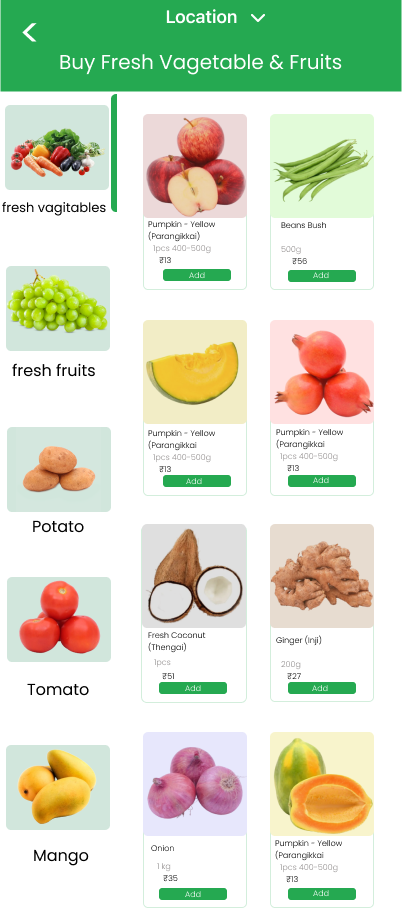 Location
Buy Fresh Vagetable & Fruits
fresh vagitables
fresh fruits
Potato
Tomato
Mango
Pumpkin - Yellow
(Parangikkai)
1pcs 400-500g
₹13
Add
Beans Bush
500g
₹56
Add
Pumpkin - Yellow
(Parangikkai
1pcs 400-500g
₹13
Add
Pumpkin - Yellow
(Parangikkai
1pcs 400-500g
₹13
Add
Fresh Coconut
(Thengai)
1pcs
₹51
Add
Ginger (Inji)
200g
₹27
Add
Onion
1 kg
₹35
Add
Pumpkin - Yellow
(Parangikkai
1pcs 400-500g
₹13
Add